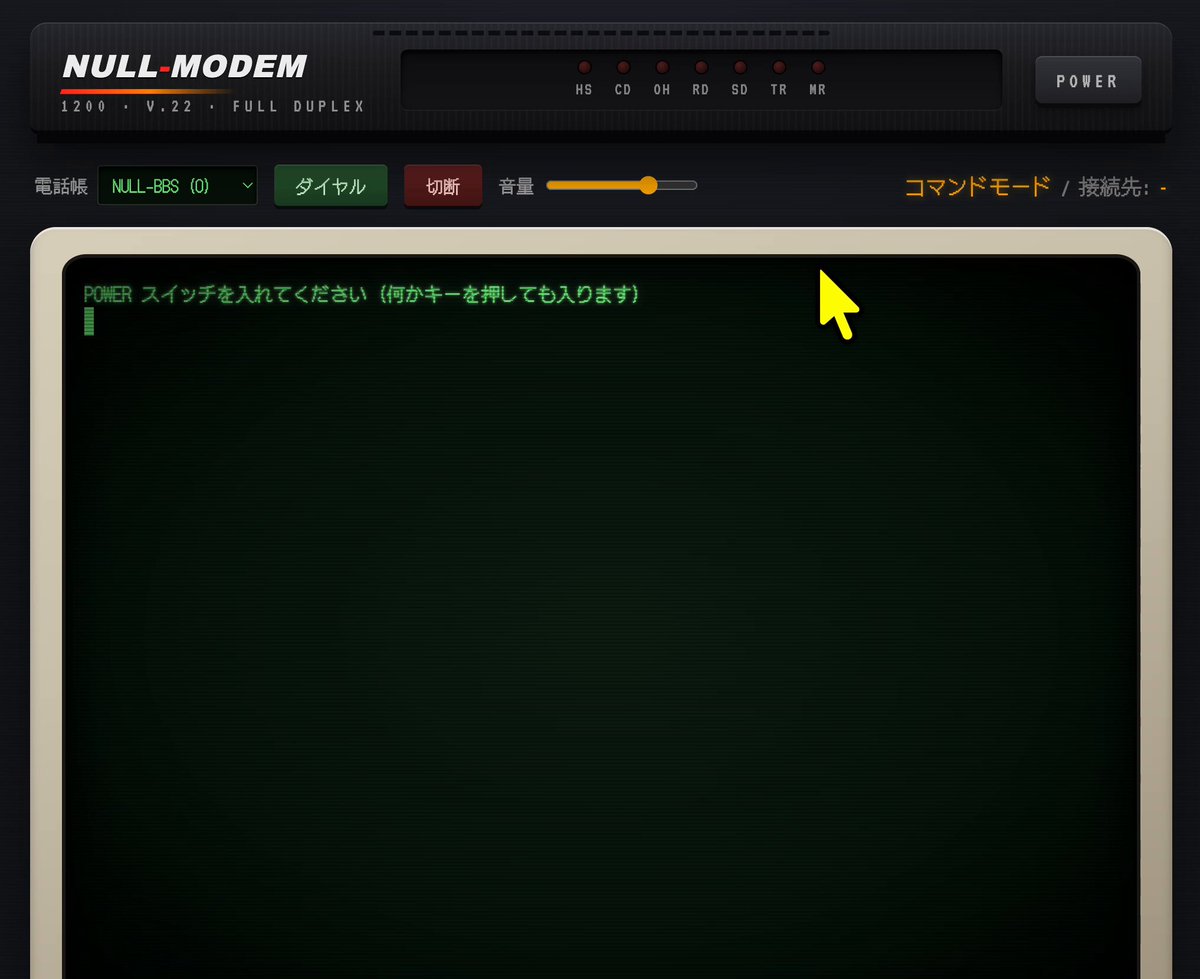 NULL-MODEM
1200 · V.22 · FULL DUPLEX
HS CD OH RD SD TR MR
POWER
電話帳 NULL-BBS (0) ダイヤル 切断 音量 コマンドモード / 接続先: -
POWER スイッチを入れてください (何かキーを押しても入ります)